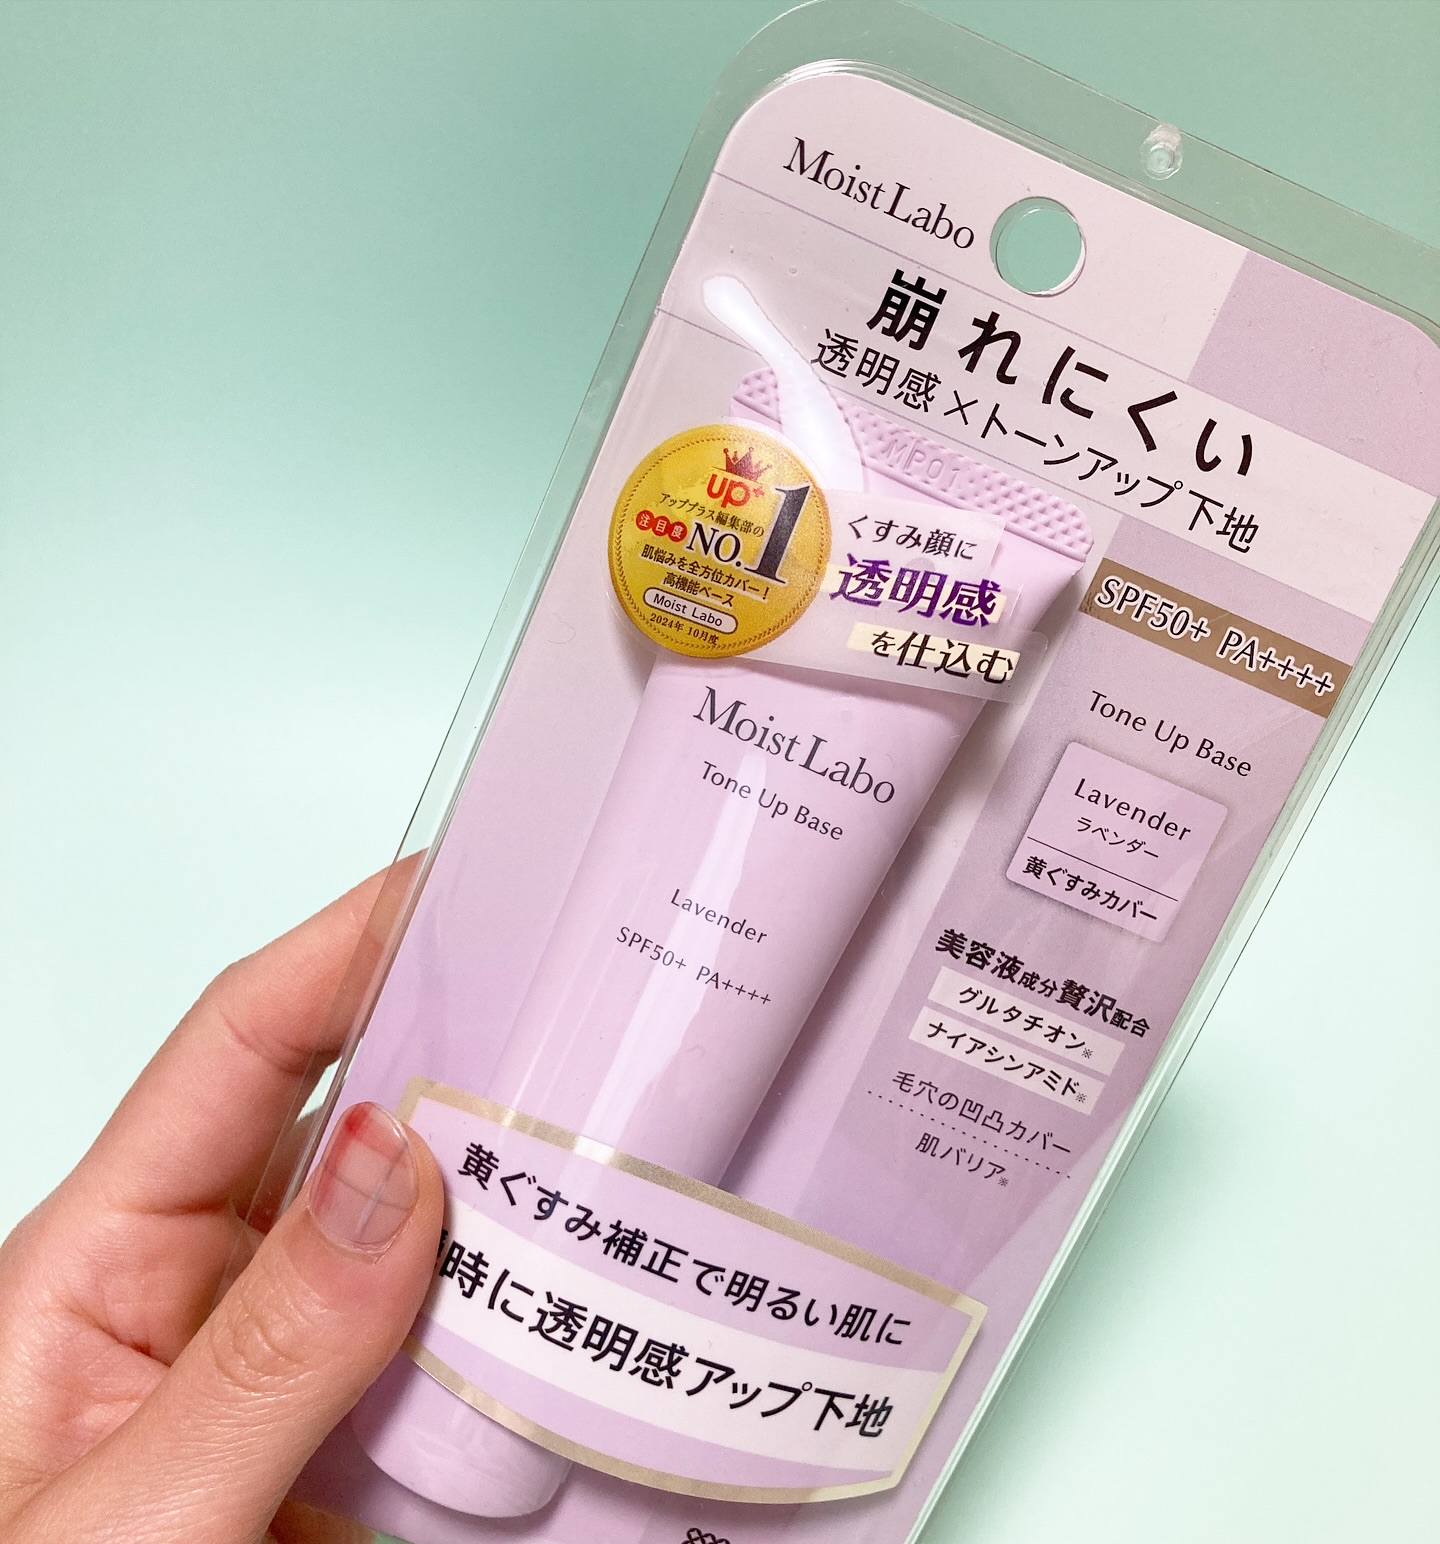 Moist Labo
崩れにくい
透明感×トーンアップ下地
MP01
up+
アッププラス編集部の
注目度
NO.1
肌悩みを全方位カバー!
高機能ベース
Moist Labo
2024年 10月度
くすみ顔に
透明感
を仕込む
SPF50+ PA++++
Tone Up Base
Lavender
ラベンダー
黄ぐすみカバー
美容液成分贅沢配合
グルタチオン※
ナイアシンアミド※
毛穴の凹凸カバー
肌バリア※
Moist Labo
Tone Up Base
Lavender
SPF50+ PA++++
黄ぐすみ補正で明るい肌に
時に透明感アップ下地